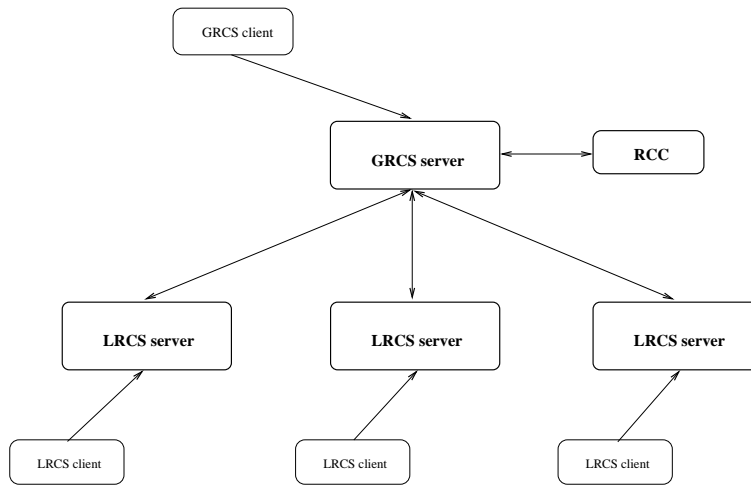 GRCS client
GRCS server
RCC
LRCS server
LRCS server
LRCS server
LRCS client
LRCS client
LRCS client